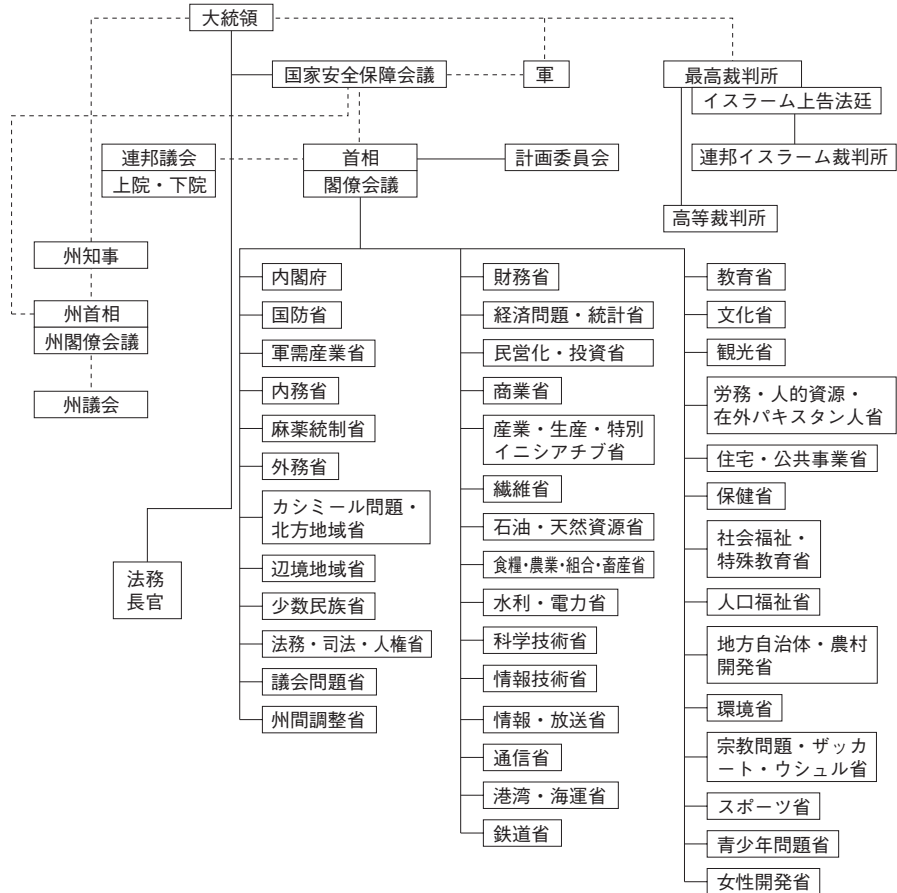 大統領
国家安全保障会議
軍
最高裁判所
イスラーム上告法廷
連邦イスラーム裁判所
高等裁判所
連邦議会
上院・下院
首相
閣僚会議
計画委員会
州知事
州首相
州閣僚会議
州議会
法務
長官
内閣府
国防省
軍需産業省
内務省
麻薬統制省
外務省
カシミール問題・
北方地域省
辺境地域省
少数民族省
法務・司法・人権省
議会問題省
州間調整省
財務省
経済問題・統計省
民営化・投資省
商業省
産業・生産・特別
イニシアチブ省
繊維省
石油・天然資源省
食糧・農業・組合・畜産省
水利・電力省
科学技術省
情報技術省
情報・放送省
通信省
港湾・海運省
鉄道省
教育省
文化省
観光省
労務・人的資源・
在外パキスタン人省
住宅・公共事業省
保健省
社会福祉・
特殊教育省
人口福祉省
地方自治体・農村
開発省
環境省
宗教問題・ザッカ
ート・ウシュル省
スポーツ省
青少年問題省
女性開発省